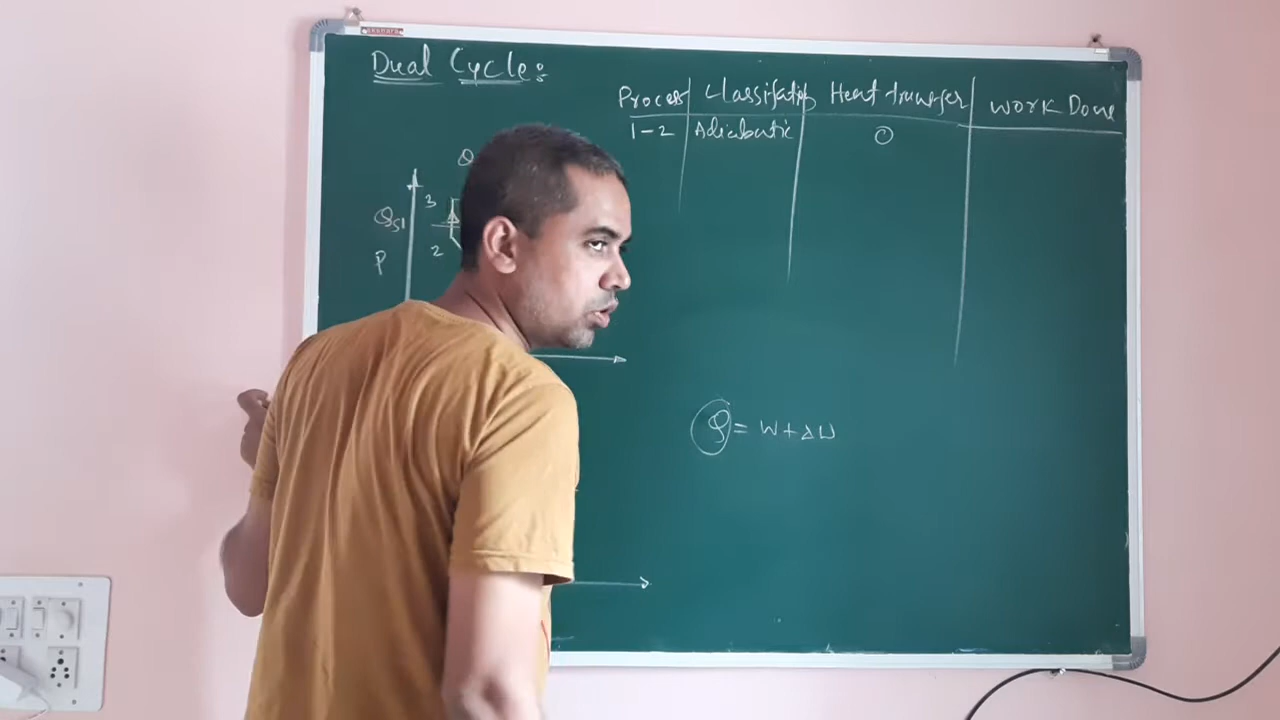 Dual Cycle:
Process Classification Heat transfer Work Done
1-2 Adiabatic 0
Q
3
QS1
2
P
Q = W + ΔU